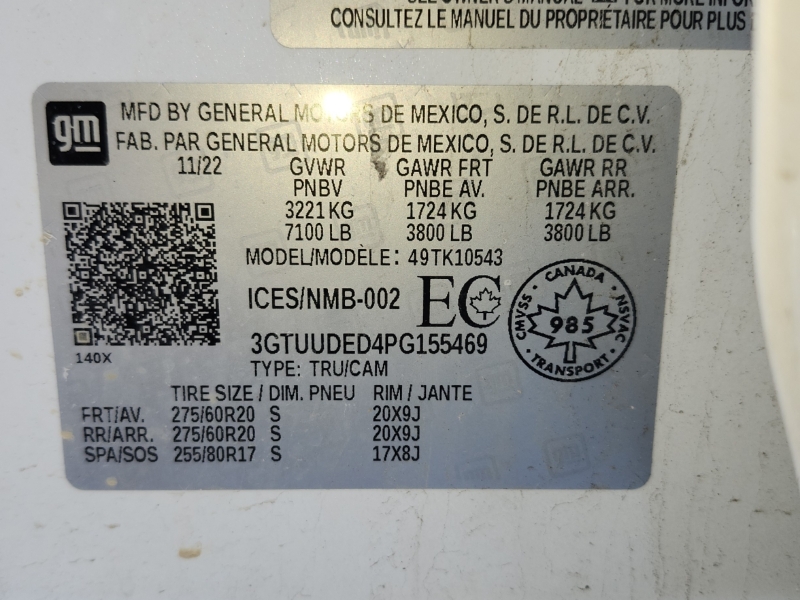 CONSULTEZ LE MANUEL DU PROPRIÉTAIRE POUR PLUS
gm
MFD BY GENERAL MOTORS DE MEXICO, S. DE R.L. DE C.V.
FAB. PAR GENERAL MOTORS DE MEXICO, S. DE R.L. DE C.V.
11/22 GVWR GAWR FRT GAWR RR
PNBV PNBE AV. PNBE ARR.
3221 KG 1724 KG 1724 KG
7100 LB 3800 LB 3800 LB
MODEL/MODÈLE: 49TK10543
ICES/NMB-002 EC
CANADA
CMVSS 985 NSVAC
TRANSPORT
3GTUUDED4PG155469
140X
TYPE: TRU/CAM
TIRE SIZE / DIM. PNEU RIM / JANTE
FRT/AV. 275/60R20 S 20X9J
RR/ARR. 275/60R20 S 20X9J
SPA/SOS 255/80R17 S 17X8J